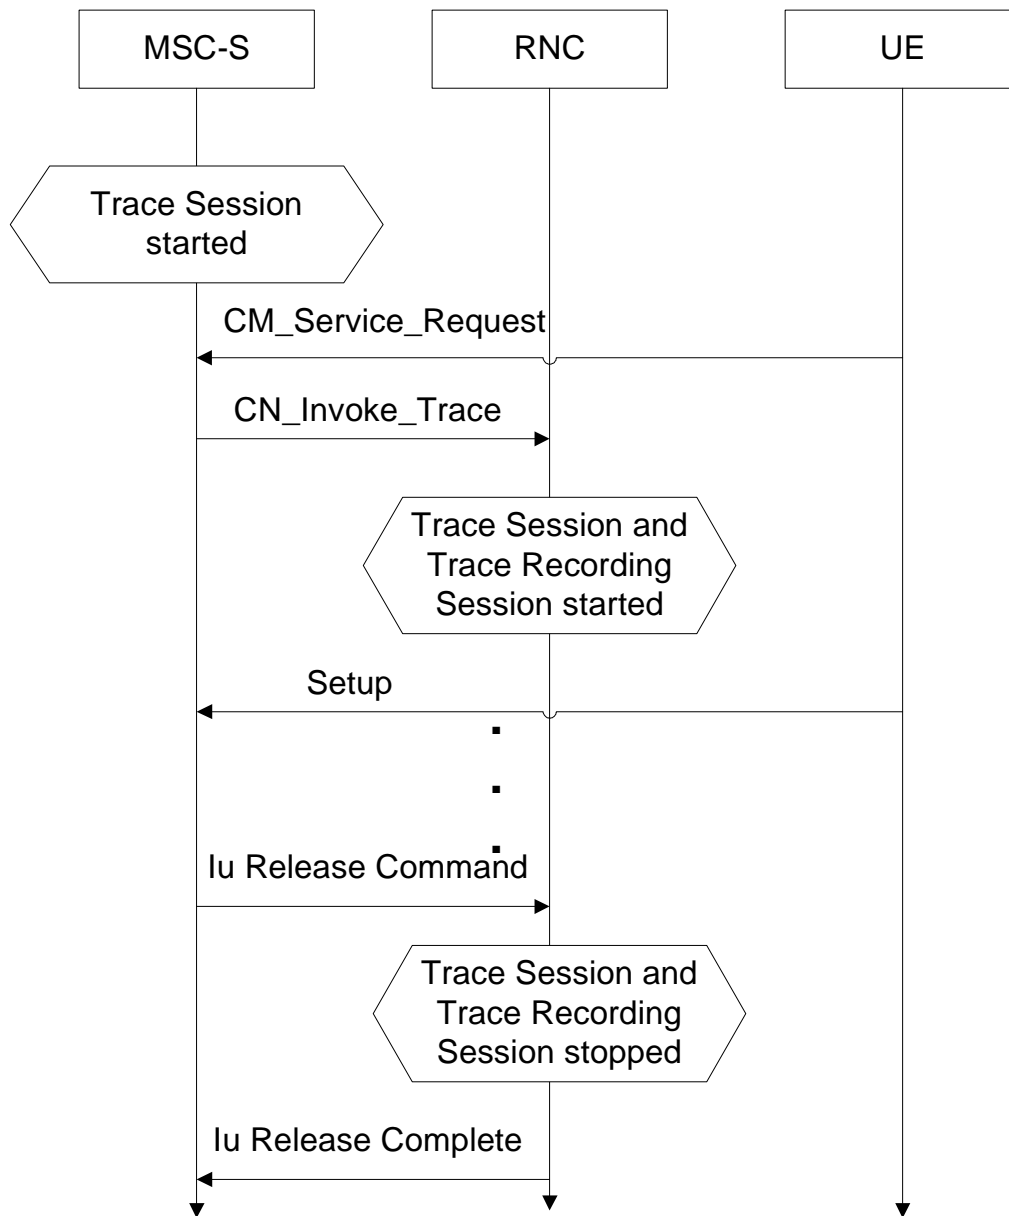 MSC-S
RNC
UE
Trace Session
started
CM_Service_Request
CN_Invoke_Trace
Trace Session and
Trace Recording
Session started
Setup
Iu Release Command
Trace Session and
Trace Recording
Session stopped
Iu Release Complete